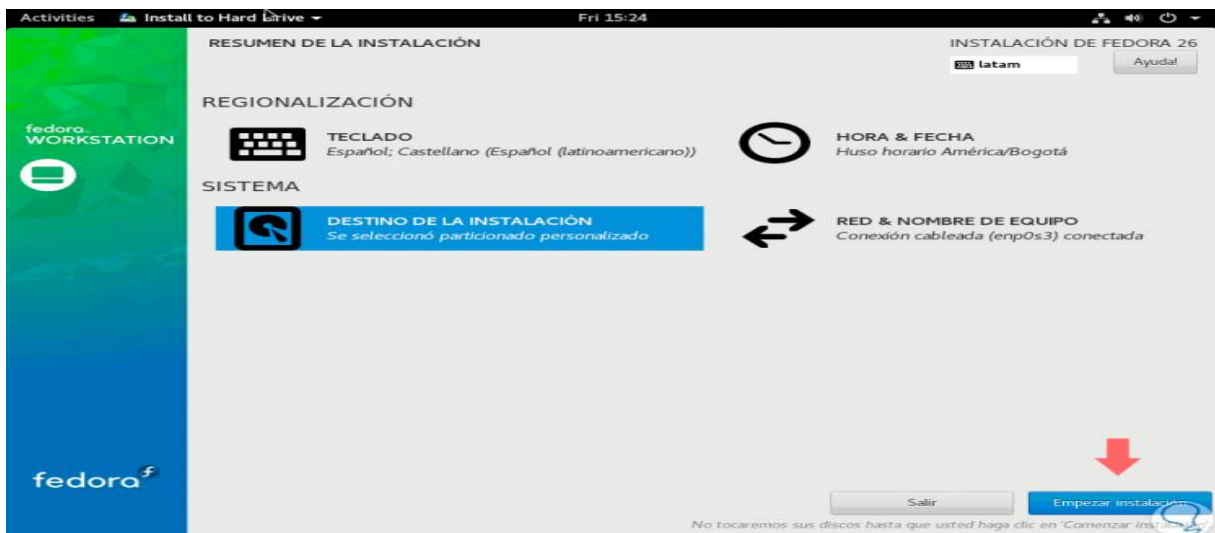 Activities Install to Hard Drive Fri 15:24
RESUMEN DE LA INSTALACIÓN INSTALACIÓN DE FEDORA 26
latam Ayuda!
REGIONALIZACIÓN
fedora
WORKSTATION
TECLADO HORA & FECHA
Español; Castellano (Español (latinoamericano)) Huso horario América/Bogotá
SISTEMA
DESTINO DE LA INSTALACIÓN RED & NOMBRE DE EQUIPO
Se seleccionó particionado personalizado Conexión cableada (enp0s3) conectada
fedora
Salir Empezar instalación
No tocaremos sus discos hasta que usted haga clic en 'Comenzar instalación'